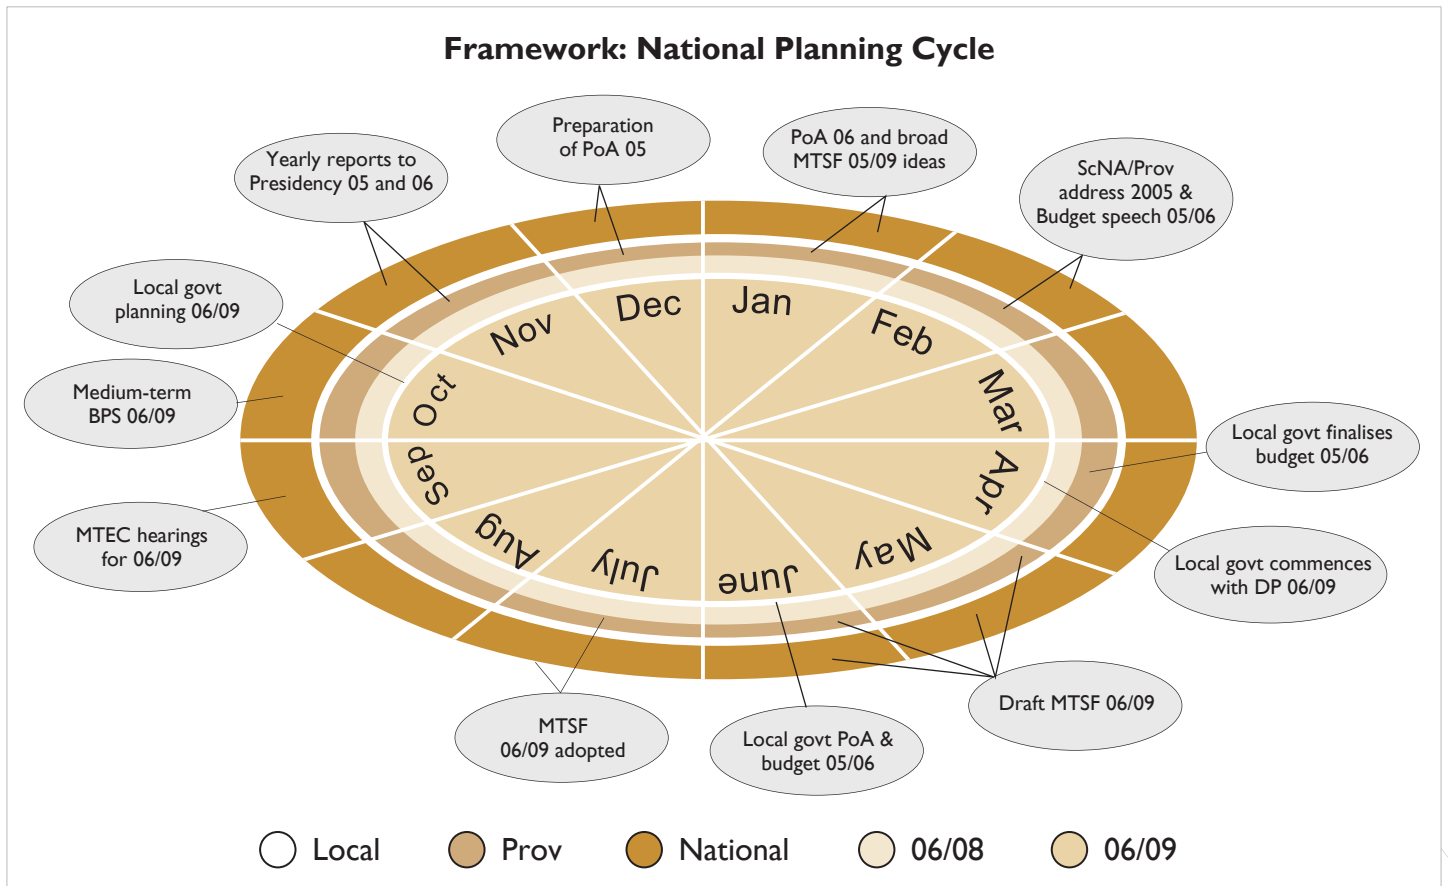 Framework: National Planning Cycle
Preparation
of PoA 05
PoA 06 and broad
MTSF 05/09 ideas
Yearly reports to
Presidency 05 and 06
ScNA/Prov
address 2005 &
Budget speech 05/06
Local govt
planning 06/09
Medium-term
BPS 06/09
Local govt finalises
budget 05/06
MTEC hearings
for 06/09
Local govt commences
with DP 06/09
Draft MTSF 06/09
MTSF
06/09 adopted
Local govt PoA &
budget 05/06
Jan
Feb
Mar
Apr
May
June
July
Aug
Sep
Oct
Nov
Dec
Local
Prov
National
06/08
06/09